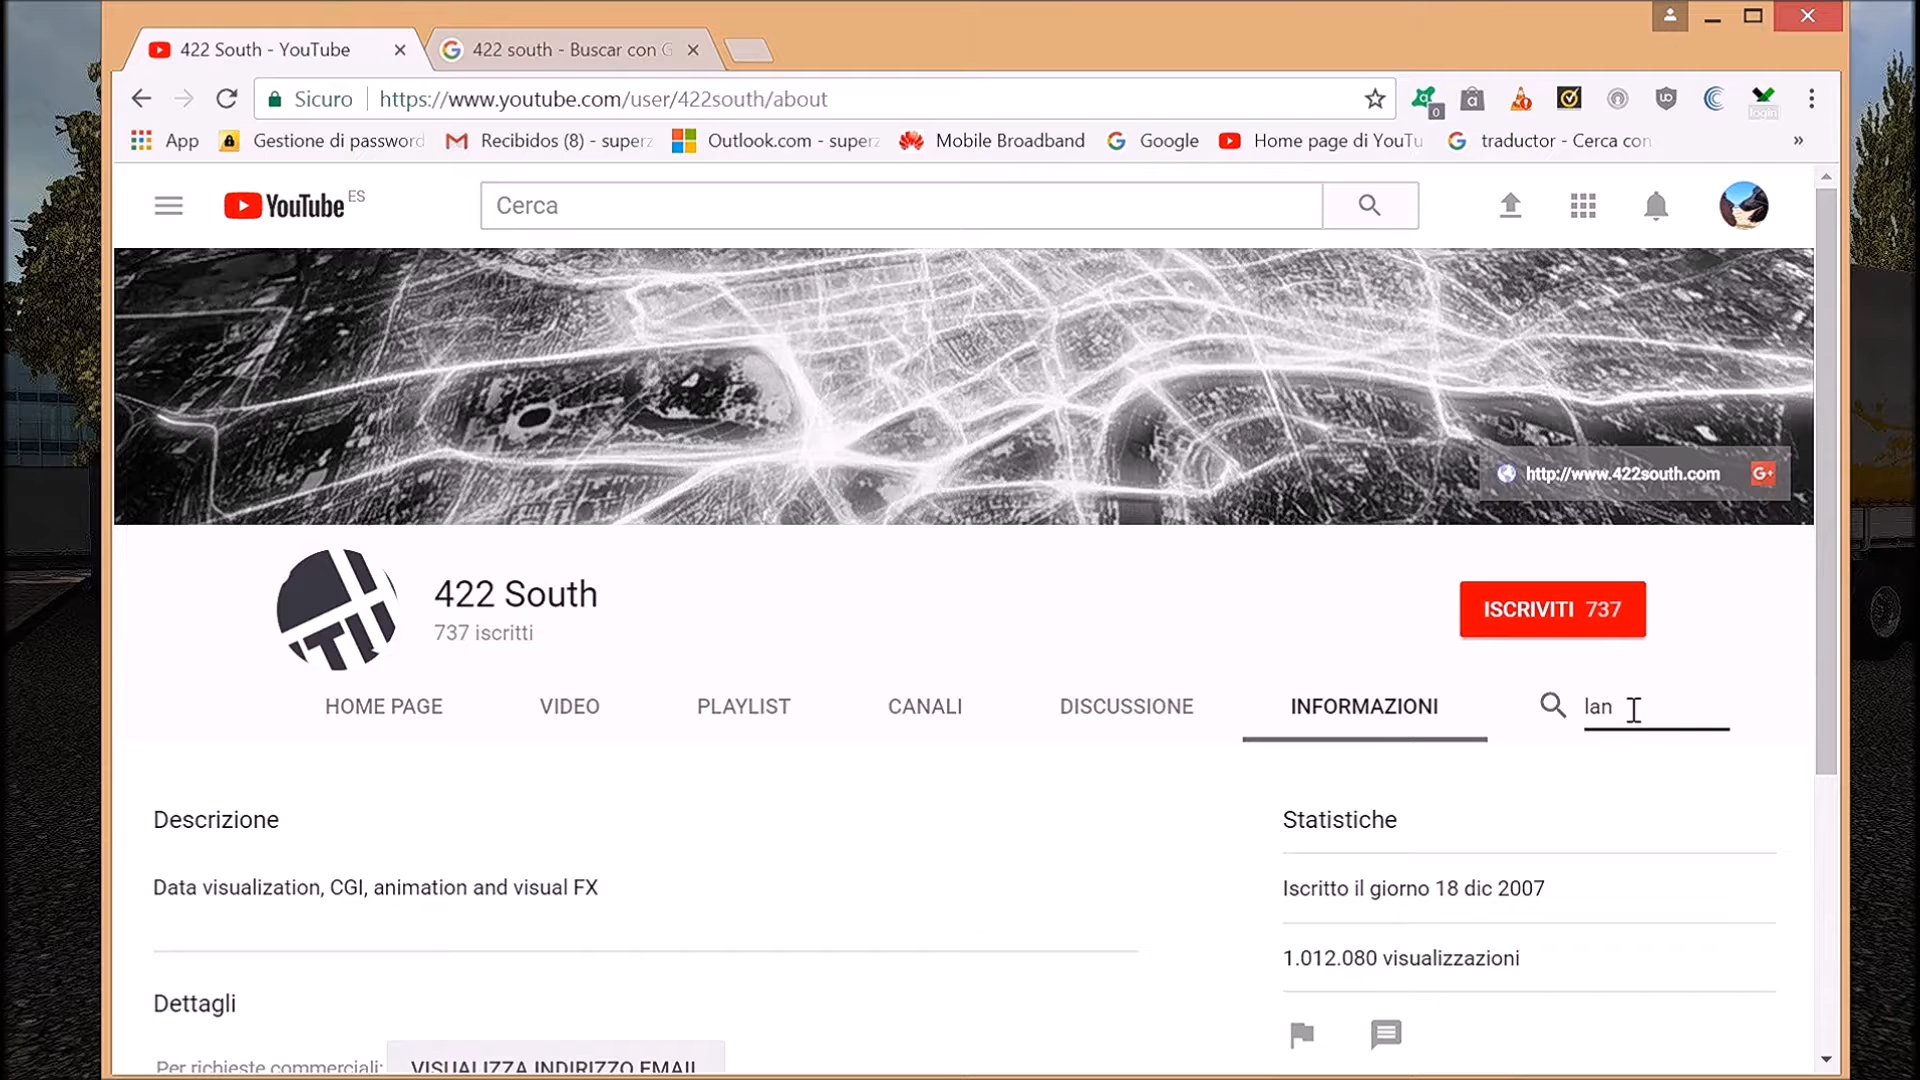 422 South - YouTube
422 south - Buscar con G
Sicuro
https://www.youtube.com/user/422south/about
0
login
App
Gestione di password
Recibidos (8) - super
Outlook.com - super
Mobile Broadband
Google
Home page di YouTu
traductor - Cerca con
»
YouTube ES
Cerca
http://www.422south.com
G+
422 South
737 iscritti
ISCRIVITI 737
HOME PAGE
VIDEO
PLAYLIST
CANALI
DISCUSSIONE
INFORMAZIONI
lan
Descrizione
Statistiche
Data visualization, CGI, animation and visual FX
Iscritto il giorno 18 dic 2007
1.012.080 visualizzazioni
Dettagli
Per richieste commerciali:
VISUALIZZA INDIRIZZO EMAIL